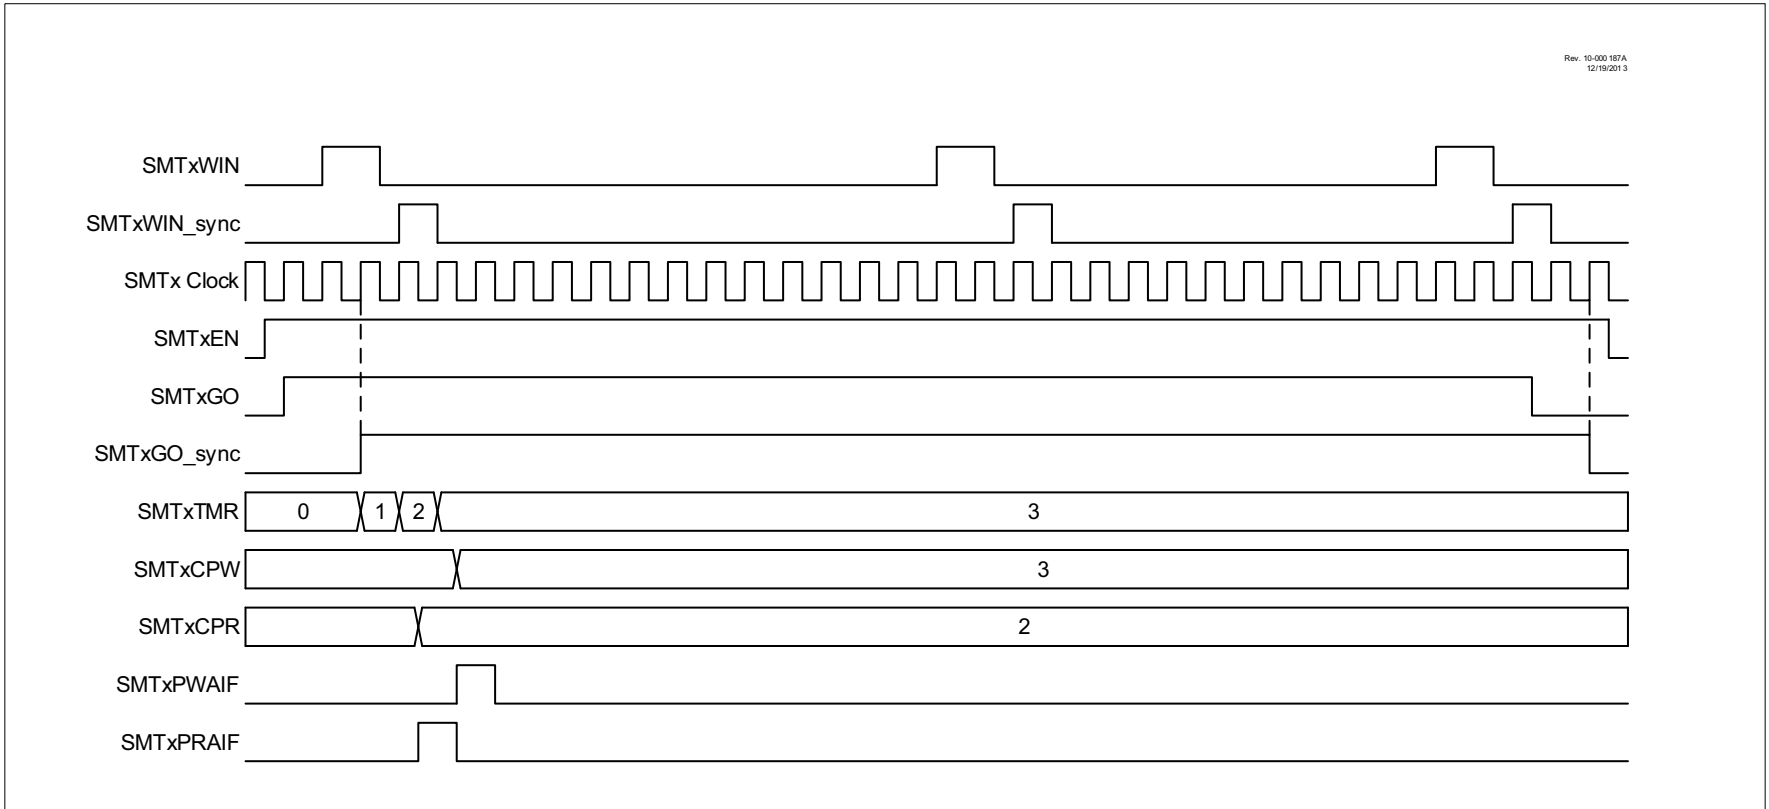 Rev. 10-000 187A
12/19/201 3
SMTxWIN
SMTxWIN_sync
SMTx Clock
SMTxEN
SMTxGO
SMTxGO_sync
SMTxTMR 0 1 2 3
SMTxCPW 3
SMTxCPR 2
SMTxPWAIF
SMTxPRAIF